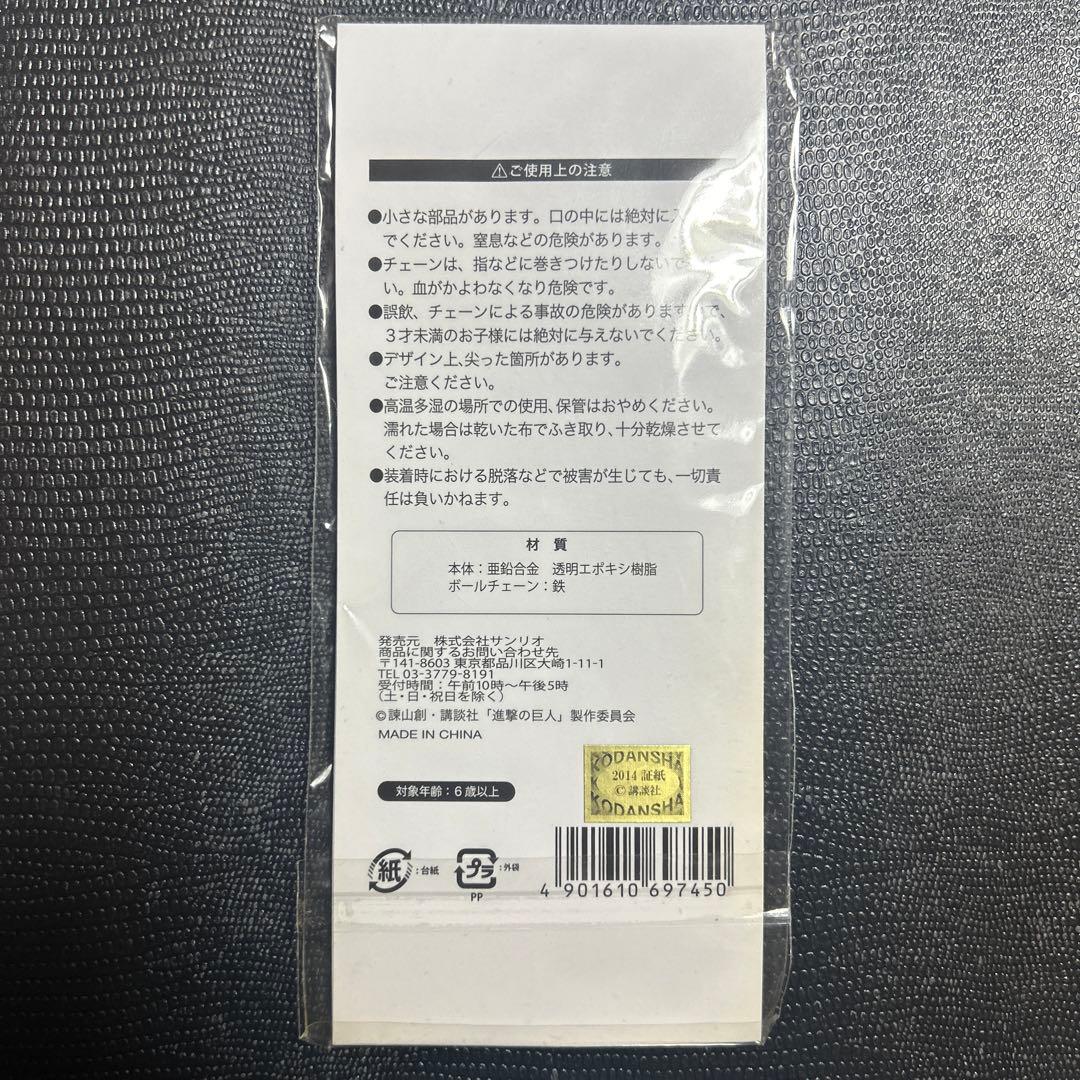 ⚠ご使用上の注意
●小さな部品があります。口の中には絶対に
でください。窒息などの危険があります。
●チェーンは、指などに巻きつけたりしないで
い。血がかよわなくなり危険です。
●誤飲、チェーンによる事故の危険がありますので、
３才未満のお子様には絶対に与えないでください。
●デザイン上、尖った箇所があります。
ご注意ください。
●高温多湿の場所での使用、保管はおやめください。
濡れた場合は乾いた布でふき取り、十分乾燥させて
ください。
●装着時における脱落などで被害が生じても、一切責
任は負いかねます。
材 質
本体：亜鉛合金 透明エポキシ樹脂
ボールチェーン：鉄
発売元 株式会社サンリオ
商品に関するお問い合わせ先
〒141-8603 東京都品川区大崎1-11-1
TEL 03-3779-8191
受付時間：午前10時～午後5時
（土・日・祝日を除く）
©諫山創・講談社「進撃の巨人」製作委員会
MADE IN CHINA
KODANSHA
2014 証紙
©講談社
KODANSHA
対象年齢：6歳以上
紙：台紙
プラ：外袋
PP
4 901610 697450